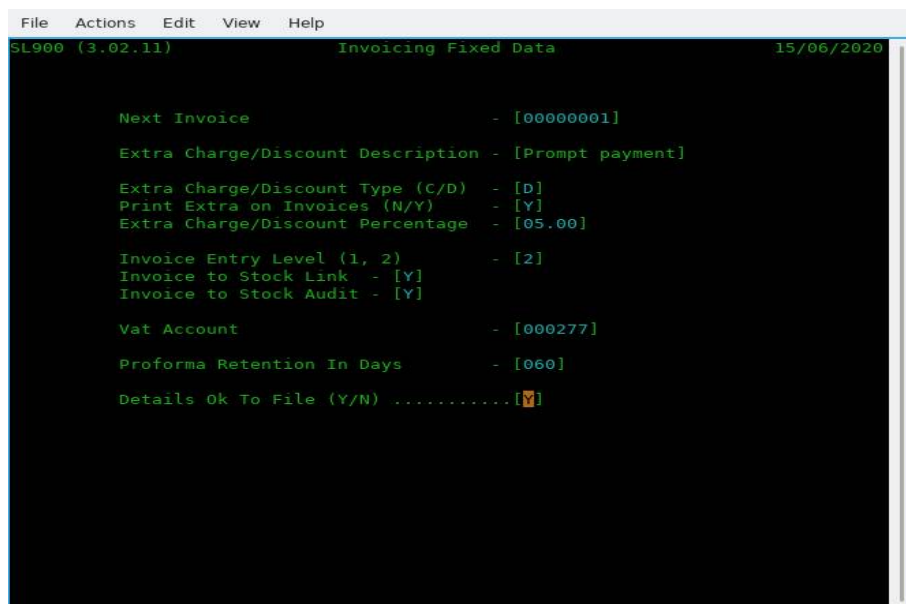 File Actions Edit View Help
SL900 (3.02.11) Invoicing Fixed Data 15/06/2020
Next Invoice - [00000001]
Extra Charge/Discount Description - [Prompt payment]
Extra Charge/Discount Type (C/D) - [D]
Print Extra on Invoices (N/Y) - [Y]
Extra Charge/Discount Percentage - [05.00]
Invoice Entry Level (1, 2) - [2]
Invoice to Stock Link - [Y]
Invoice to Stock Audit - [Y]
Vat Account - [000277]
Proforma Retention In Days - [060]
Details Ok To File (Y/N) ...........[Y]